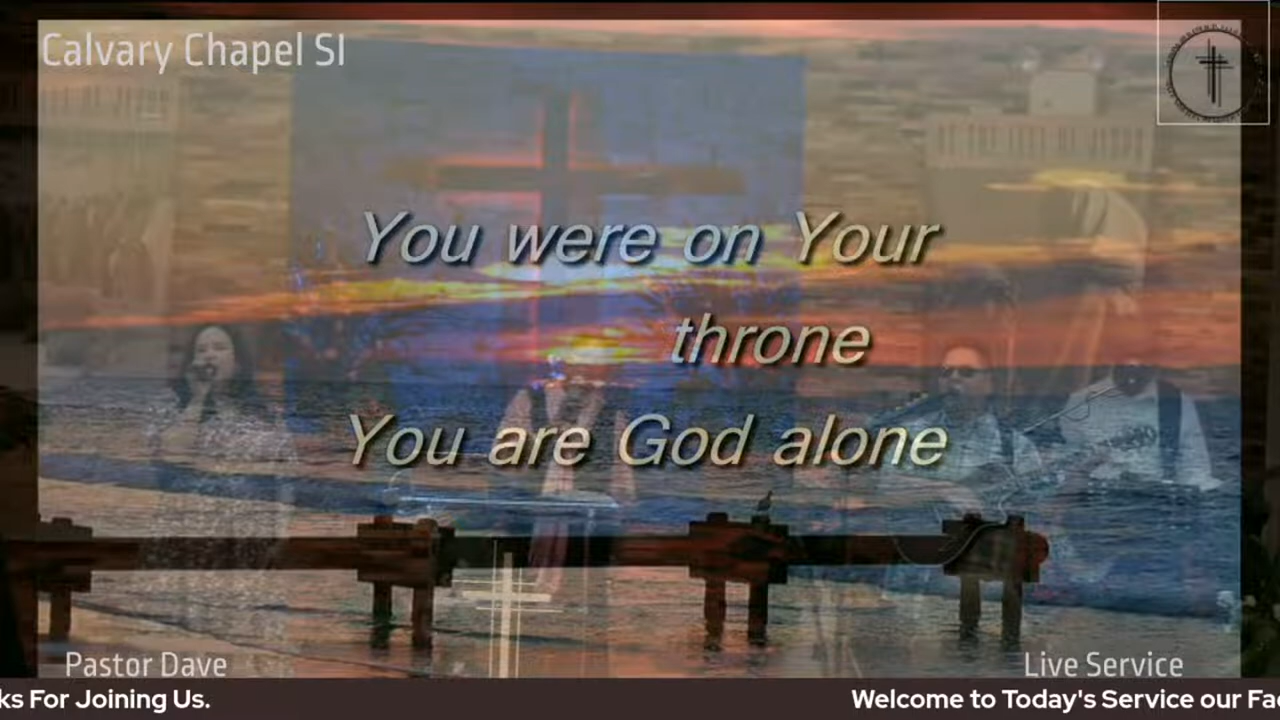 Calvary Chapel SI
You were on Your
throne
You are God alone
Pastor Dave
Live Service
ks For Joining Us.
Welcome to Today's Service our Fa